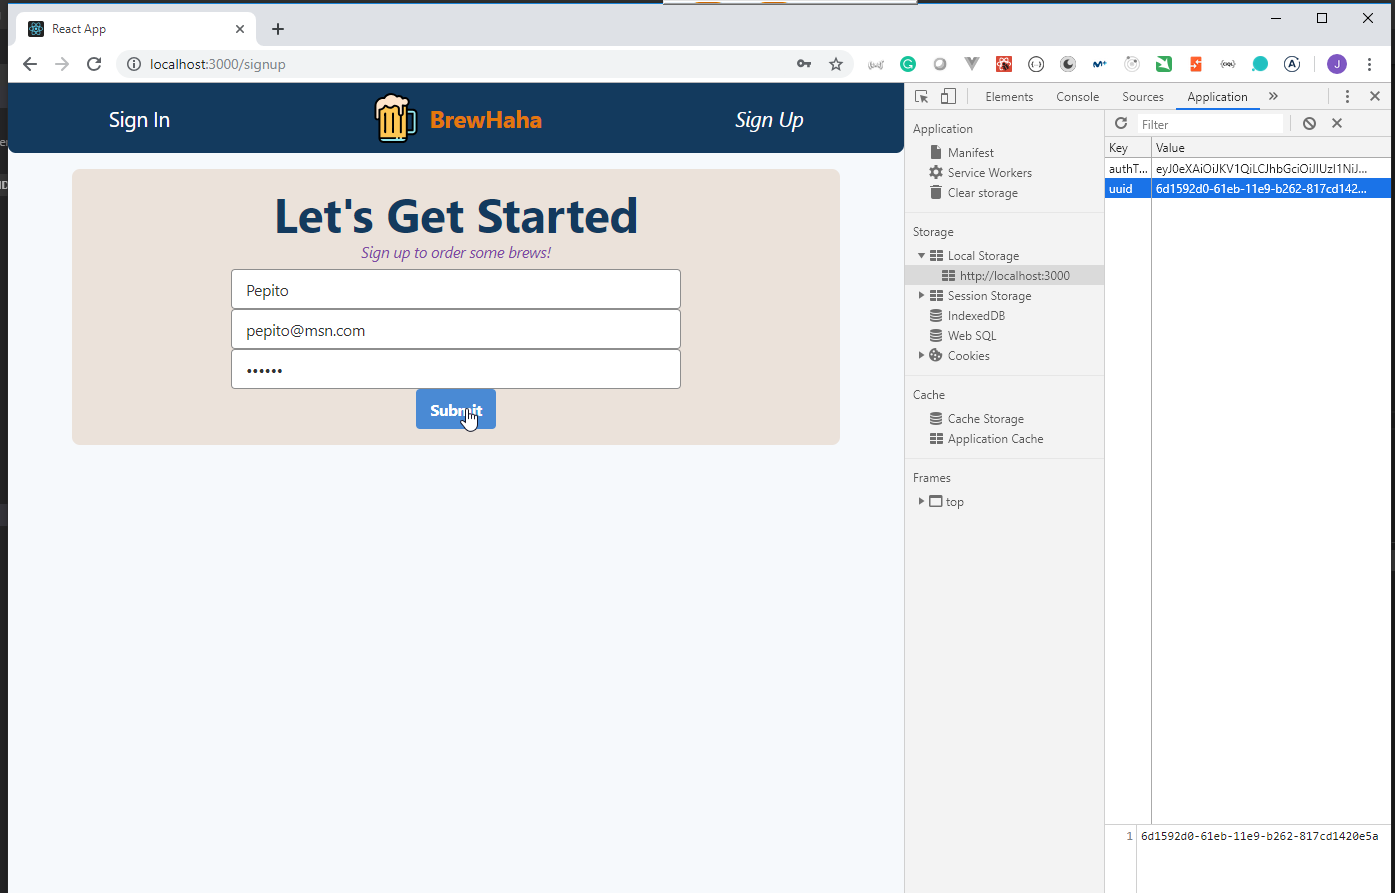 React App
localhost:3000/signup
J
Sign In
BrewHaha
Sign Up
Let's Get Started
Sign up to order some brews!
Pepito
pepito@msn.com
••••••
Submit
Elements Console Sources Application »
Application
Manifest
Service Workers
Clear storage
Storage
Local Storage
http://localhost:3000
Session Storage
IndexedDB
Web SQL
Cookies
Cache
Cache Storage
Application Cache
Frames
top
Filter
Key Value
authT... eyJ0eXAiOiJKV1QiLCJhbGciOiJIUzI1NiJ...
uuid 6d1592d0-61eb-11e9-b262-817cd142...
1 6d1592d0-61eb-11e9-b262-817cd1420e5a